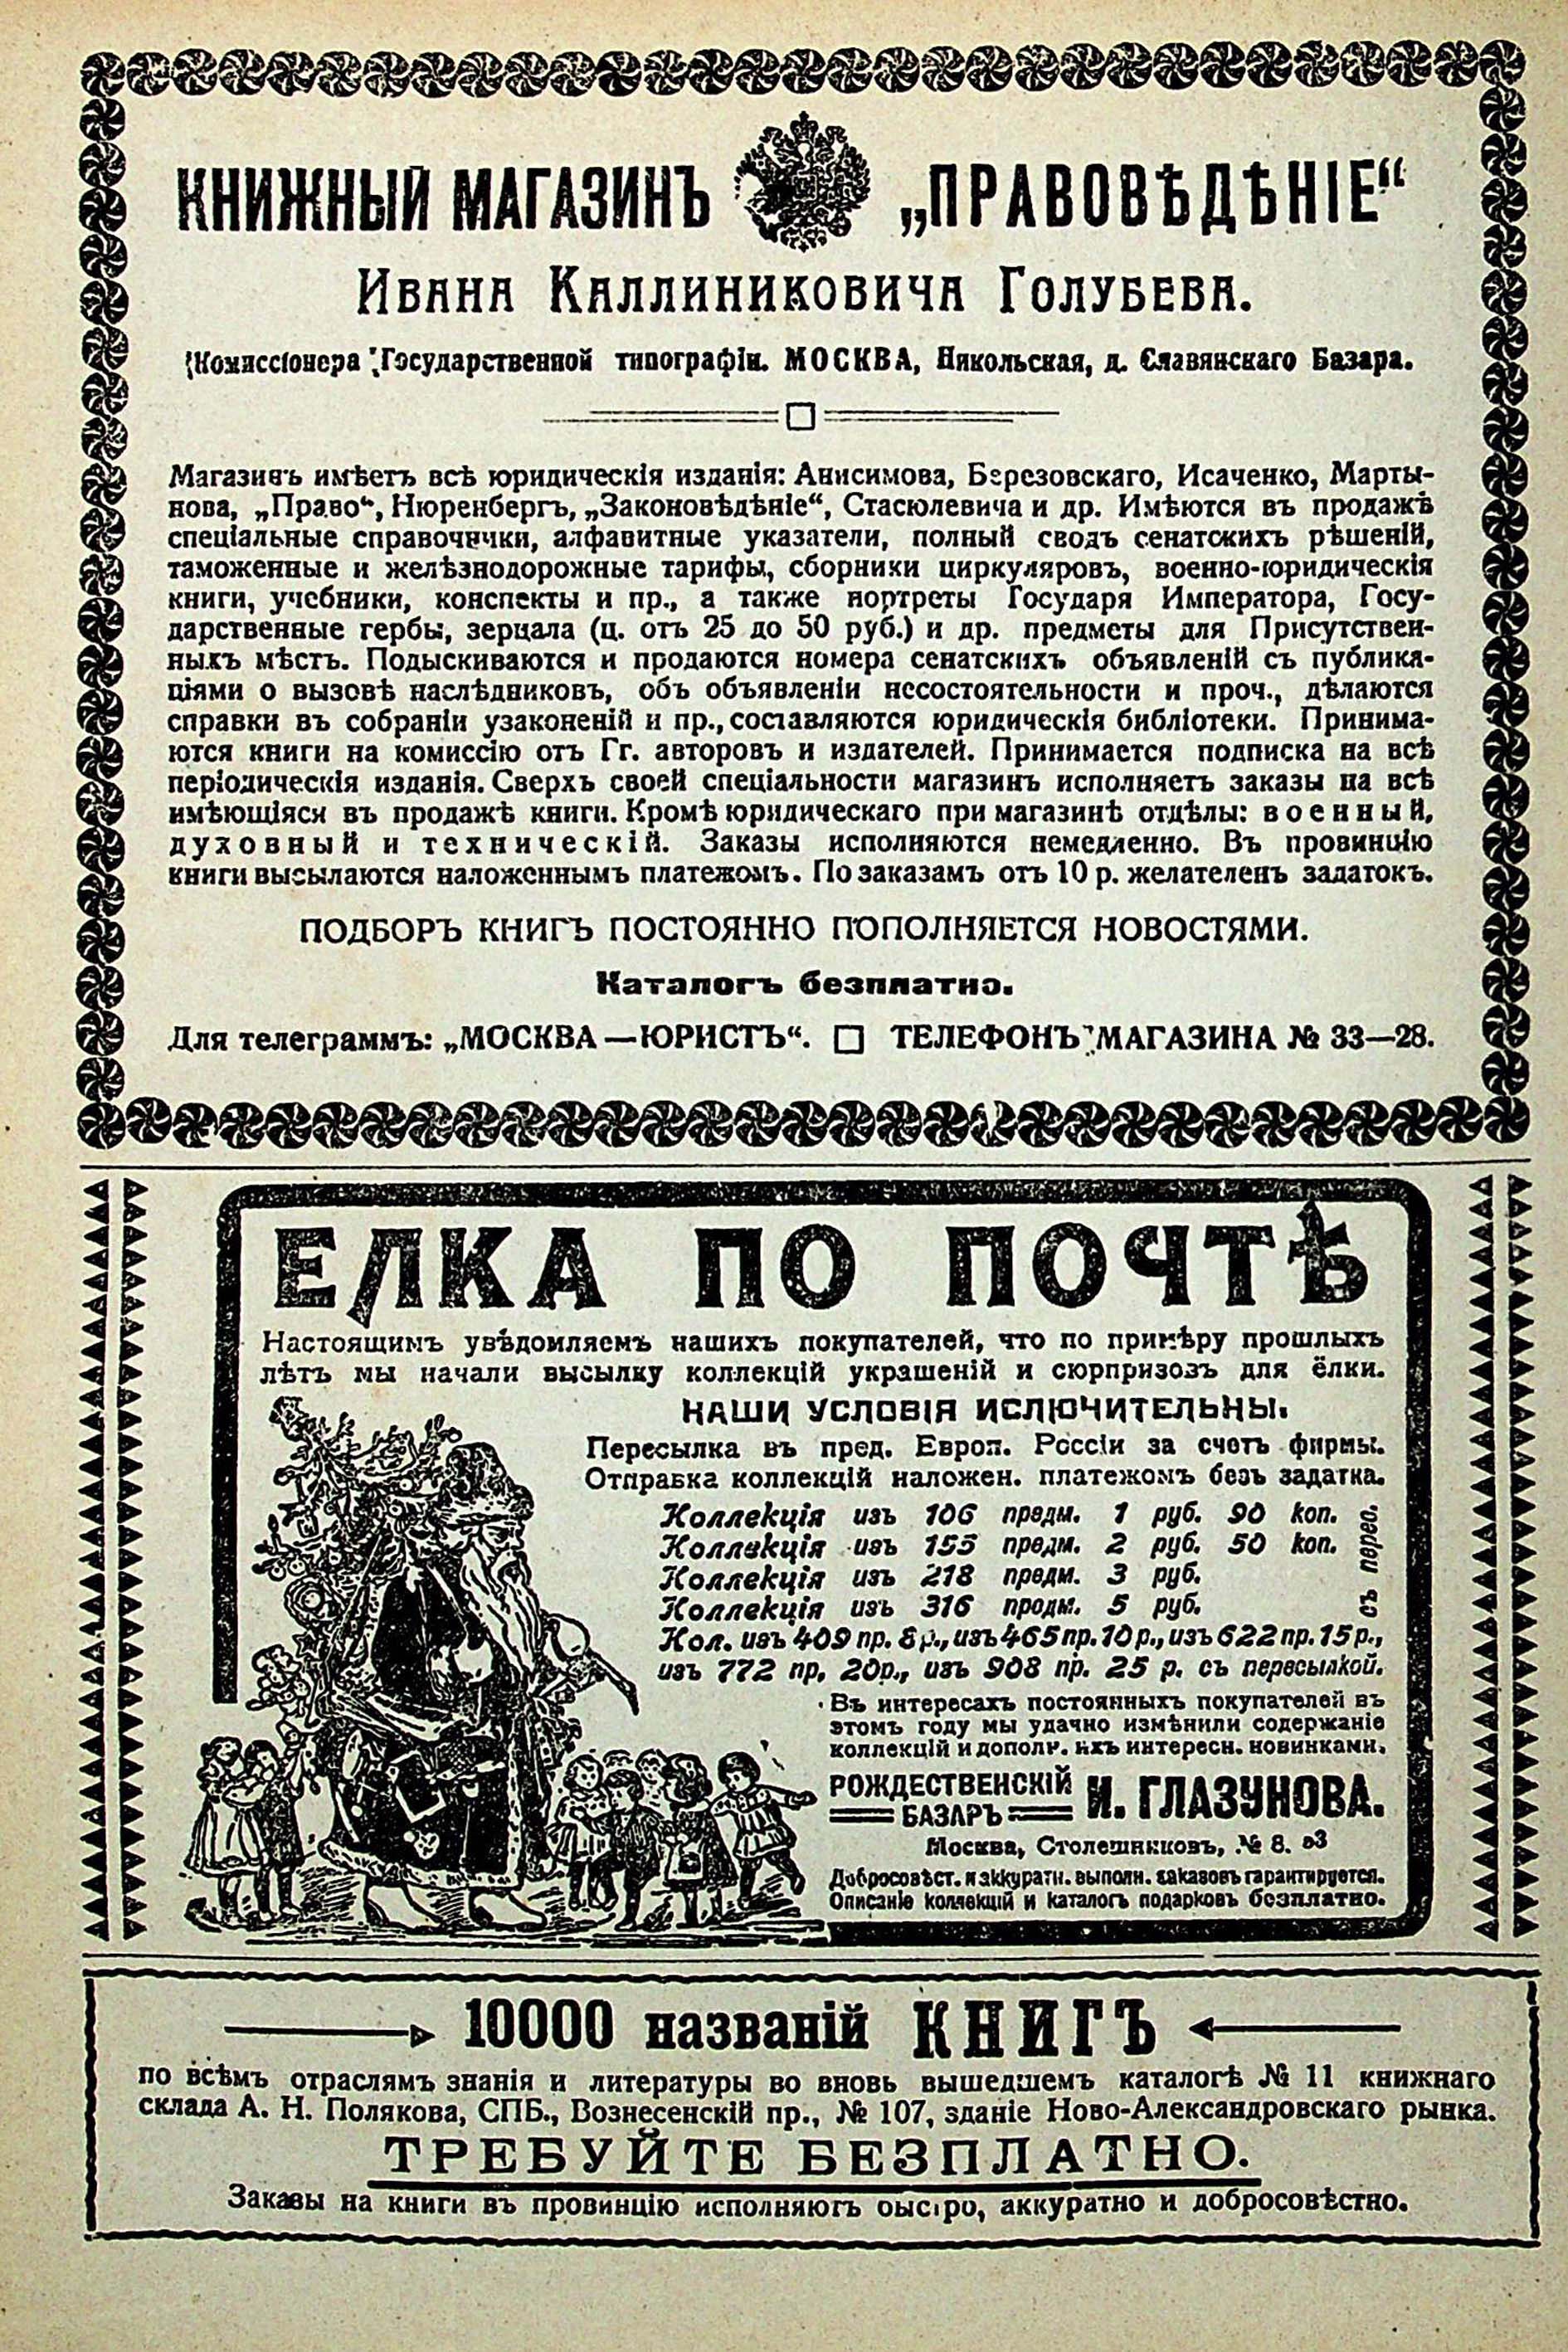 КНИЖНЫЙ МАГАЗИНЪ „ПРАВОВѢДѢНІЕ“
Ивана Каллиниковича Голубева.
Комиссіонера Государственной типографіи. МОСКВА, Никольская, д. Славянскаго Базара.
Магазинъ имѣетъ всѣ юридическія изданія: Анисимова, Березовскаго, Исаченко, Марты-
нова, „Право“, Нюренбергъ, „Законовѣдѣніе“, Стасюлевича и др. Имѣются въ продажѣ
спеціальные справочнчки, алфавитные указатели, полный сводъ сенатскихъ рѣшеній,
таможенные и желѣзнодорожные тарифы, сборники циркуляровъ, военно-юридическія
книги, учебники, конспекты и пр., а также портреты Государя Императора, Госу-
дарственные гербы, зерцала (ц. отъ 25 до 50 руб.) и др. предметы для Присутствен-
ныхъ мѣстъ. Подыскиваются и продаются номера сенатскихъ объявленій съ публика-
ціями о вызовѣ наслѣдниковъ, объ объявленіи несостоятельности и проч., дѣлаются
справки въ собраніи узаконеній и пр., составляются юридическія библіотеки. Принима-
ются книги на комиссію отъ Гг. авторовъ и издателей. Принимается подписка на всѣ
періодическія изданія. Сверхъ своей спеціальности магазинъ исполняетъ заказы на всѣ
имѣющіяся въ продажѣ книги. Кромѣ юридическаго при магазинѣ отдѣлы: военный,
духовный и техническій. Заказы исполняются немедленно. Въ провинцію
книги высылаются наложеннымъ платежомъ. По заказамъ отъ 10 р. желателенъ задатокъ.
ПОДБОРЪ КНИГЪ ПОСТОЯННО ПОПОЛНЯЕТСЯ НОВОСТЯМИ.
Каталогъ безплатно.
Для телеграммъ: „МОСКВА—ЮРИСТЪ“. □ ТЕЛЕФОНЪ МАГАЗИНА № 33—28.
ЕЛКА ПО ПОЧТѢ
Настоящимъ увѣдомляемъ нашихъ покупателей, что по примѣру прошлыхъ
лѣтъ мы начали высылку коллекцій украшеній и сюрпризовъ для ёлки.
НАШИ УСЛОВІЯ ИСЛЮЧИТЕЛЬНЫ.
Пересылка въ пред. Европ. Россіи за счетъ фирмы.
Отправка коллекцій наложен. платежомъ безъ задатка.
Коллекція изъ 106 предм. 1 руб. 90 коп.
Коллекція изъ 155 предм. 2 руб. 50 коп.
Коллекція изъ 218 предм. 3 руб.
Коллекція изъ 316 предм. 5 руб.
съ перес.
Кол. изъ 409 пр. 8 р., изъ 465 пр. 10 р., изъ 622 пр. 15 р.,
изъ 772 пр, 20р., изъ 908 пр. 25 р. съ пересылкой.
Въ интересахъ постоянныхъ покупателей въ
этомъ году мы удачно измѣнили содержаніе
коллекцій и дополн. ихъ интересн. новинками.
РОЖДЕСТВЕНСКІЙ БАЗАРЪ И. ГЛАЗУНОВА.
Москва, Столешниковъ, № 8. з3
Добросовѣст. и аккуратн. выполн. заказовъ гарантируется.
Описаніе коллекцій и каталогъ подарковъ безплатно.
10000 названій КНИГЪ
по всѣмъ отраслямъ знанія и литературы во вновь вышедшемъ каталогѣ № 11 книжнаго
склада А. Н. Полякова, СПБ., Вознесенскій пр., № 107, зданіе Ново-Александровскаго рынка.
ТРЕБУЙТЕ БЕЗПЛАТНО.
Заказы на книги въ провинцію исполняютъ быстро, аккуратно и добросовѣстно.